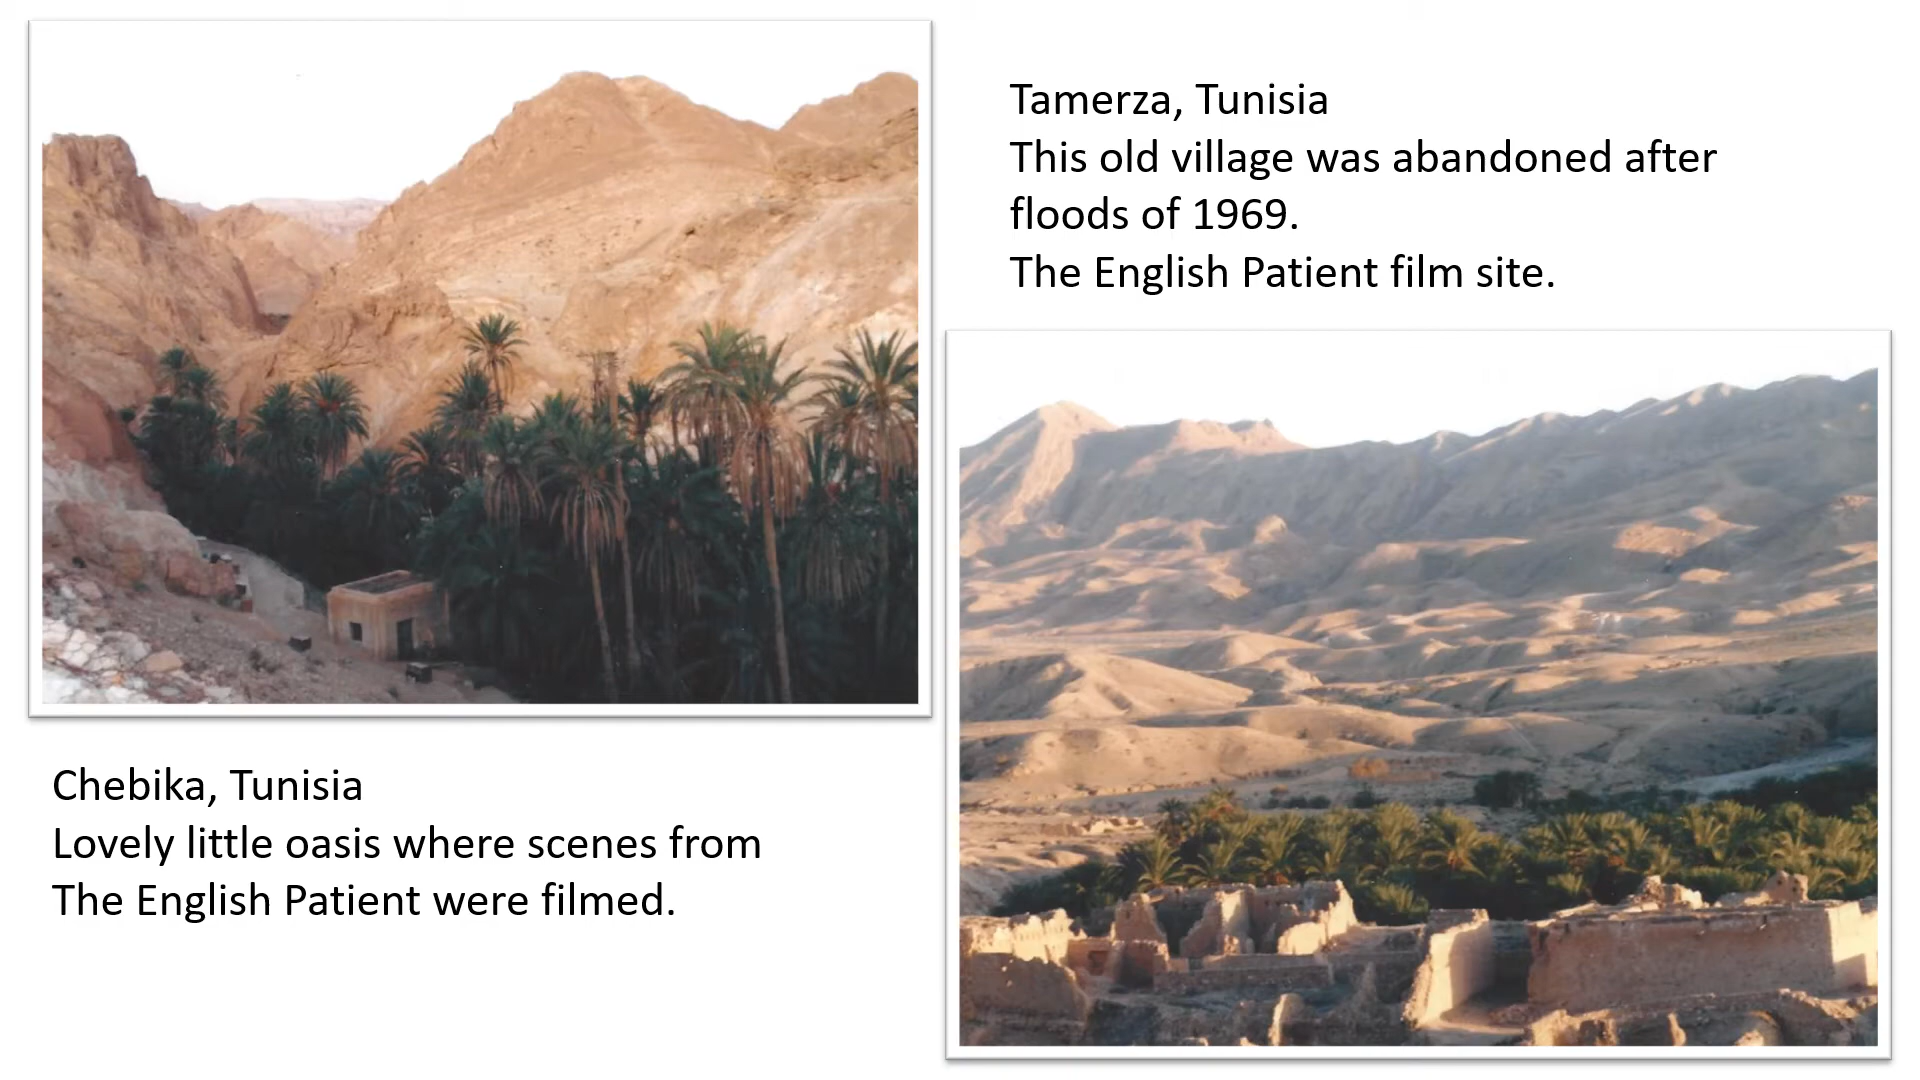 Tamerza, Tunisia
This old village was abandoned after
floods of 1969.
The English Patient film site.
Chebika, Tunisia
Lovely little oasis where scenes from
The English Patient were filmed.